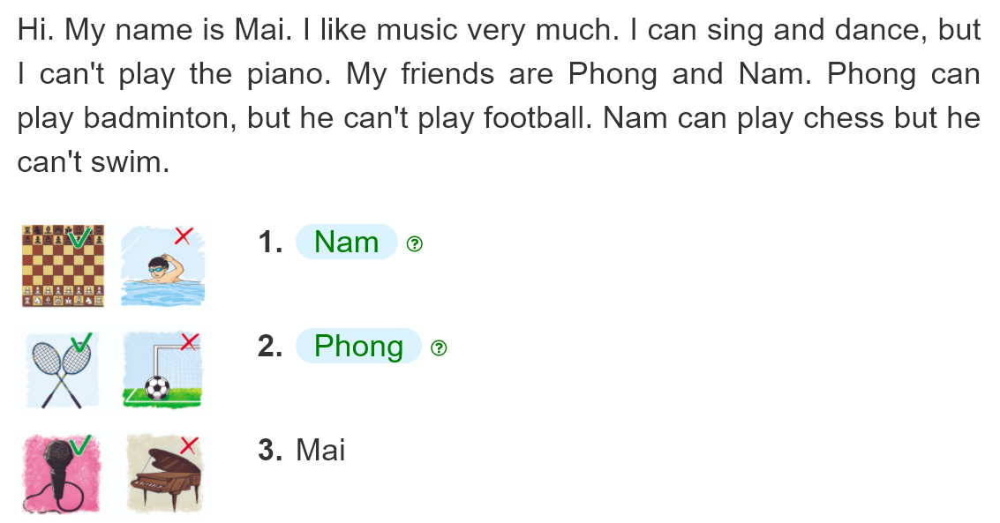 Hi. My name is Mai. I like music very much. I can sing and dance, but
I can't play the piano. My friends are Phong and Nam. Phong can
play badminton, but he can't play football. Nam can play chess but he
can't swim.
1. Nam ?
2. Phong ?
3. Mai